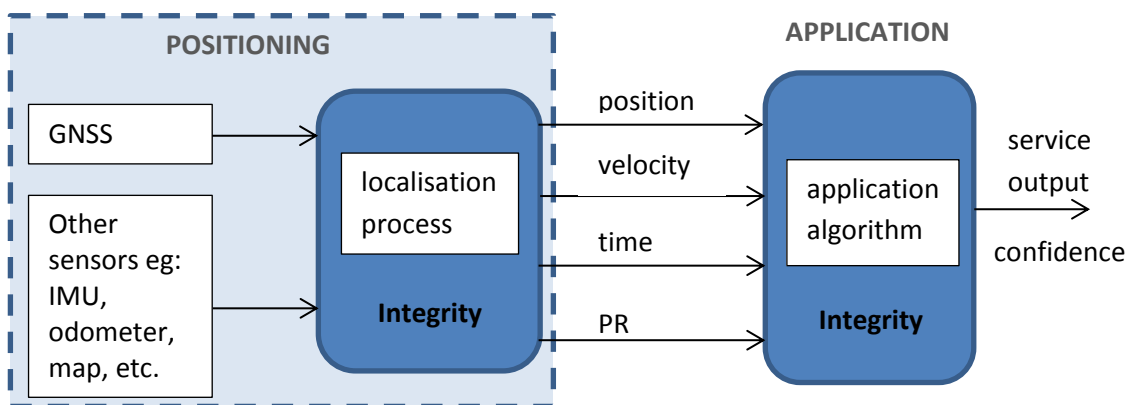 POSITIONING
GNSS
Other
sensors eg:
IMU,
odometer,
map, etc.
localisation
process
Integrity
position
velocity
time
PR
APPLICATION
application
algorithm
Integrity
service
output
confidence